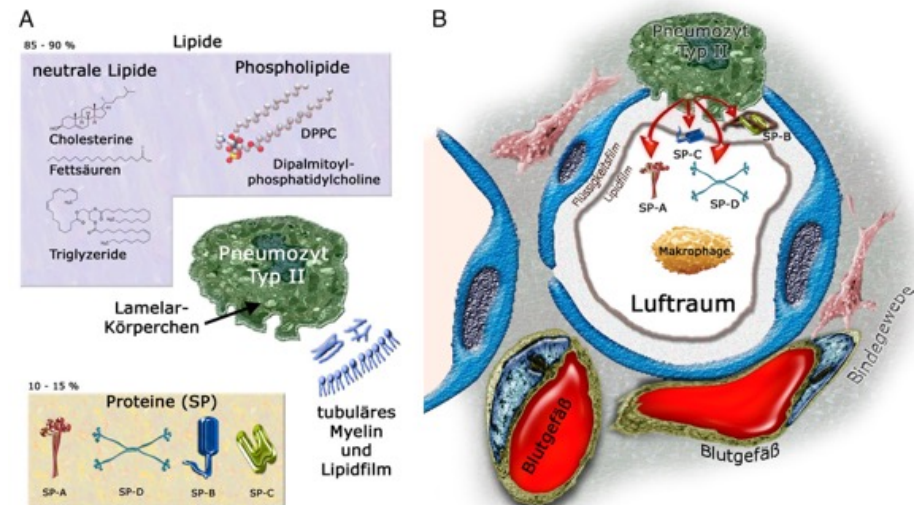 A
85 - 90 %
Lipide
neutrale Lipide
Phospholipide
Cholesterine
DPPC
Fettsäuren
Dipalmitoyl-
phosphatidylcholine
Triglyzeride
Pneumozyt
Typ II
Lamelar-
Körperchen
10 - 15 %
Proteine (SP)
SP-A
SP-D
SP-B
SP-C
tubuläres
Myelin
und
Lipidfilm
B
Pneumozyt
Typ II
SP-B
SP-C
Flüssigkeitsfilm
Lipidfilm
SP-A
SP-D
Makrophage
Luftraum
Bindegewebe
Blutgefäß
Blutgefäß